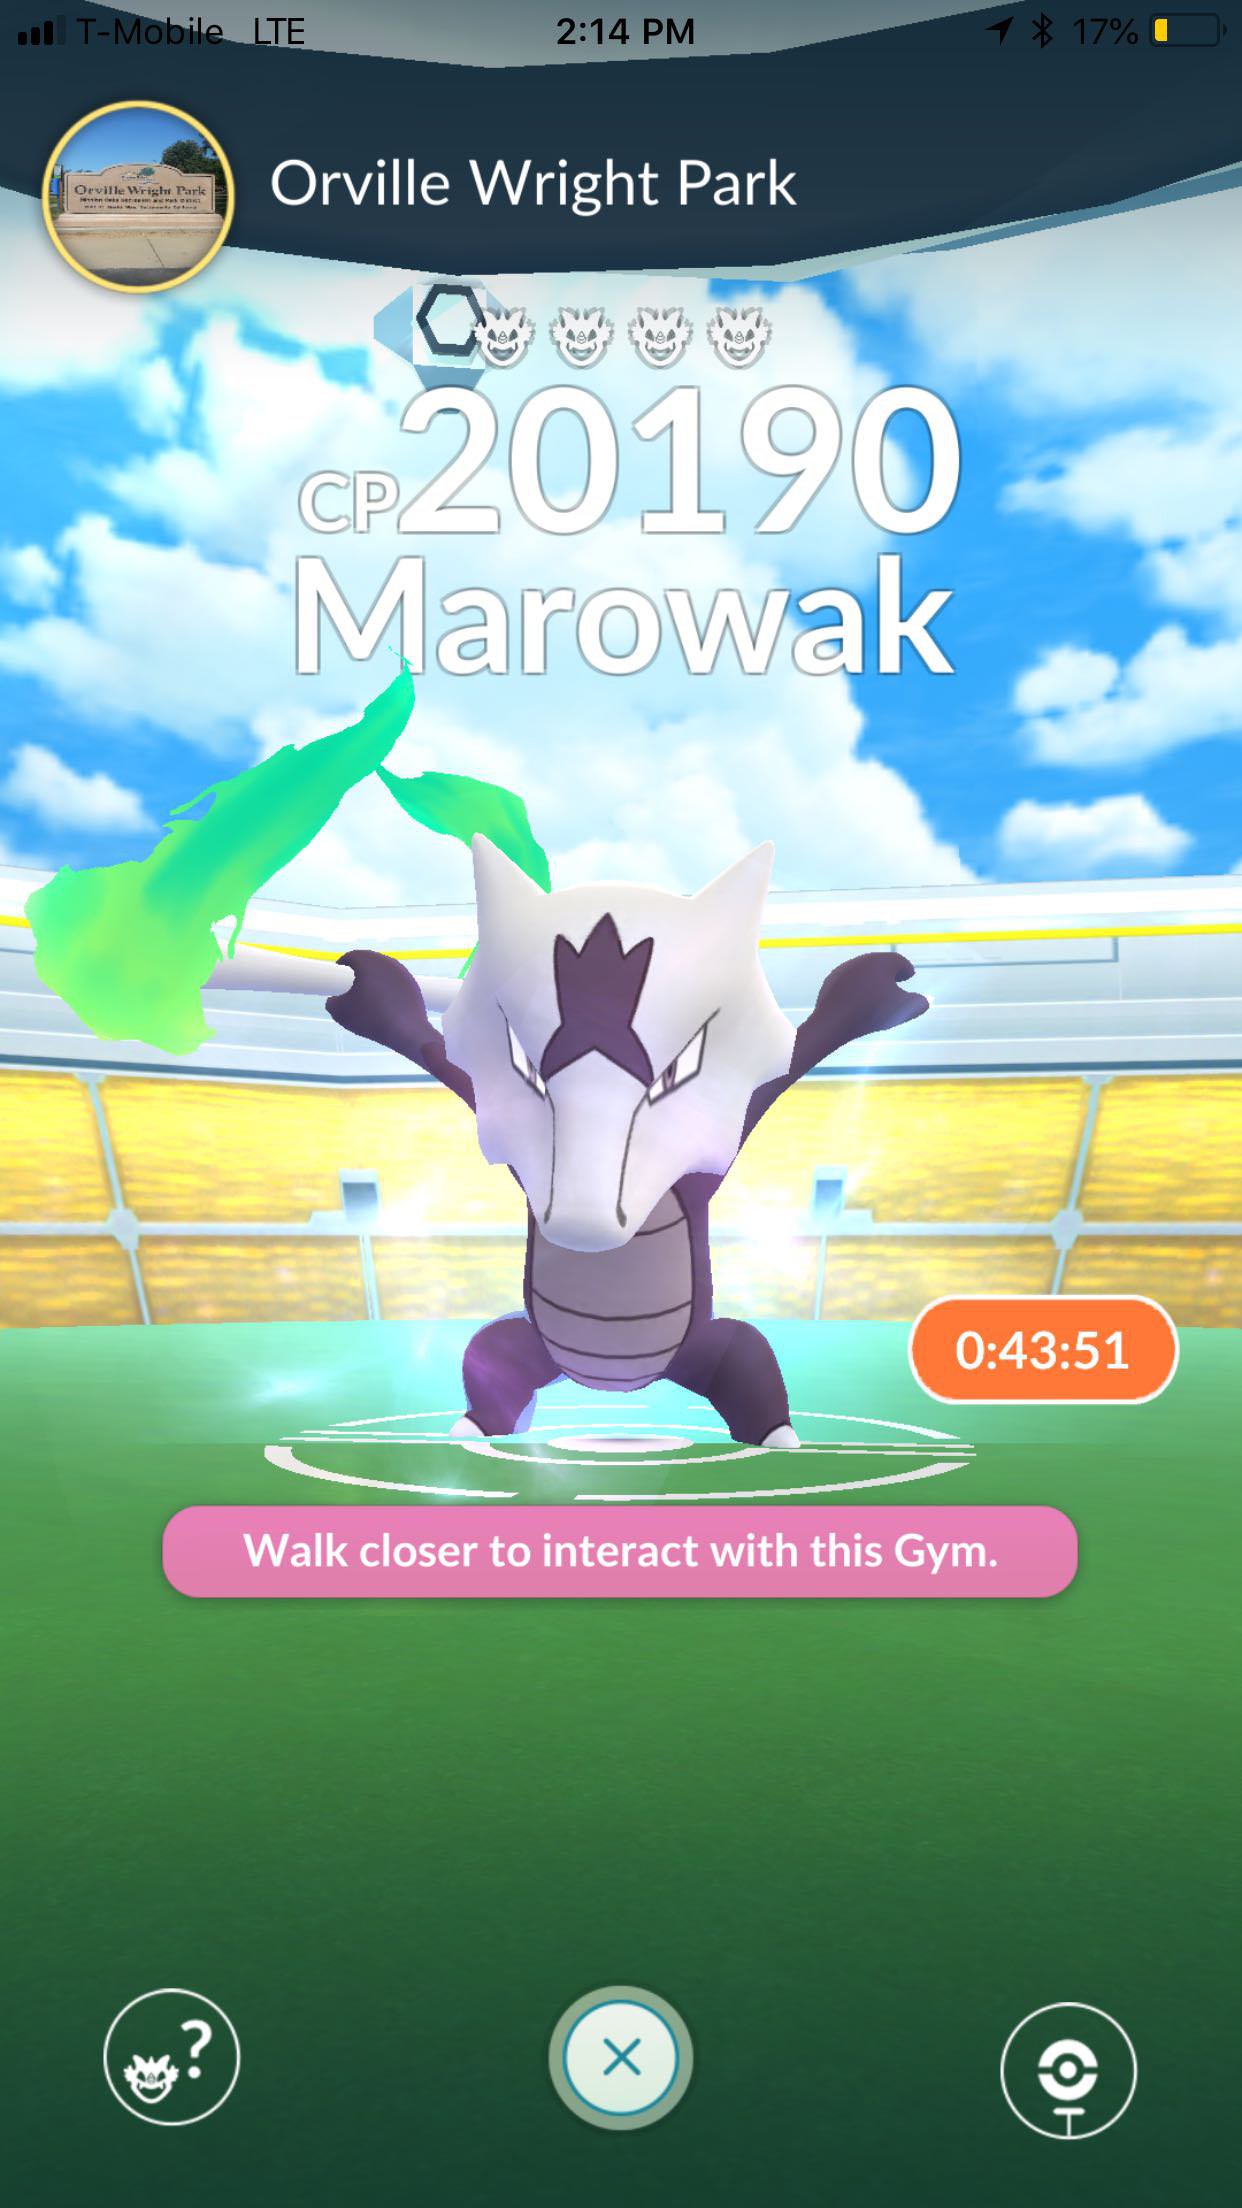 T-Mobile LTE 2:14 PM 17%
Orville Wright Park
Orville Wright Park
CP20190
Marowak
0:43:51
Walk closer to interact with this Gym.
?